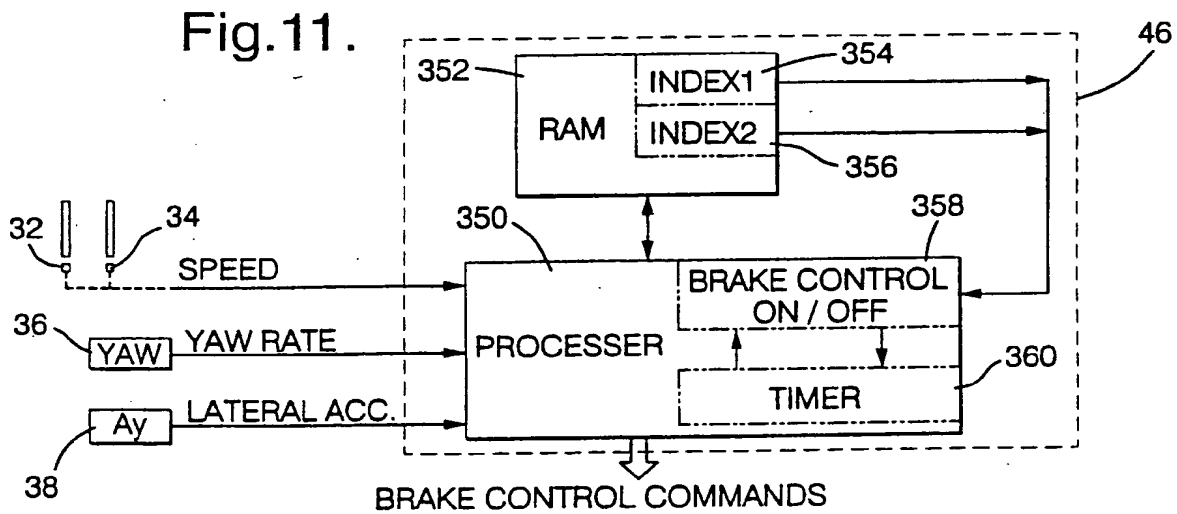 Fig.11.
46
352
354
INDEX1
RAM
INDEX2
356
32
34
350
358
SPEED
BRAKE CONTROL
ON / OFF
36
YAW
YAW RATE
PROCESSER
360
TIMER
Ay
LATERAL ACC.
38
BRAKE CONTROL COMMANDS